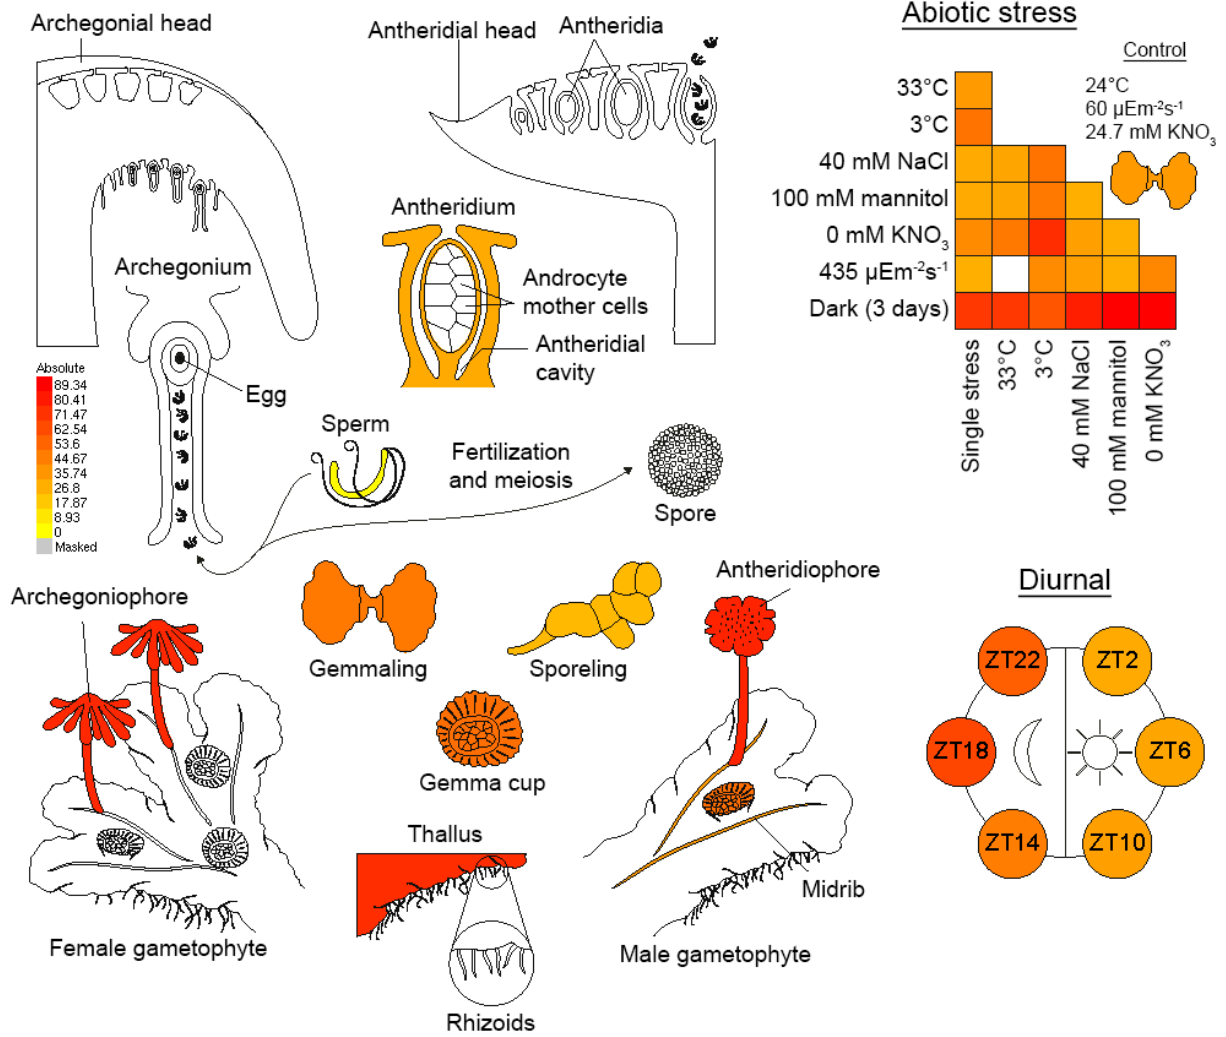 Archegonial head
Antheridial head
Antheridia
Abiotic stress
Control
24°C
60 µEm⁻²s⁻¹
24.7 mM KNO₃
33°C
3°C
40 mM NaCl
100 mM mannitol
0 mM KNO₃
435 µEm⁻²s⁻¹
Dark (3 days)
Single stress
33°C
3°C
40 mM NaCl
100 mM mannitol
0 mM KNO₃
Antheridium
Androcyte
mother cells
Antheridial
cavity
Archegonium
Egg
Absolute
89.34
80.41
71.47
62.54
53.6
44.67
35.74
26.8
17.87
8.93
0
Masked
Sperm
Fertilization
and meiosis
Spore
Archegoniophore
Gemmaling
Sporeling
Antheridiophore
Gemma cup
Thallus
Rhizoids
Midrib
Female gametophyte
Male gametophyte
Diurnal
ZT22
ZT2
ZT18
ZT6
ZT14
ZT10